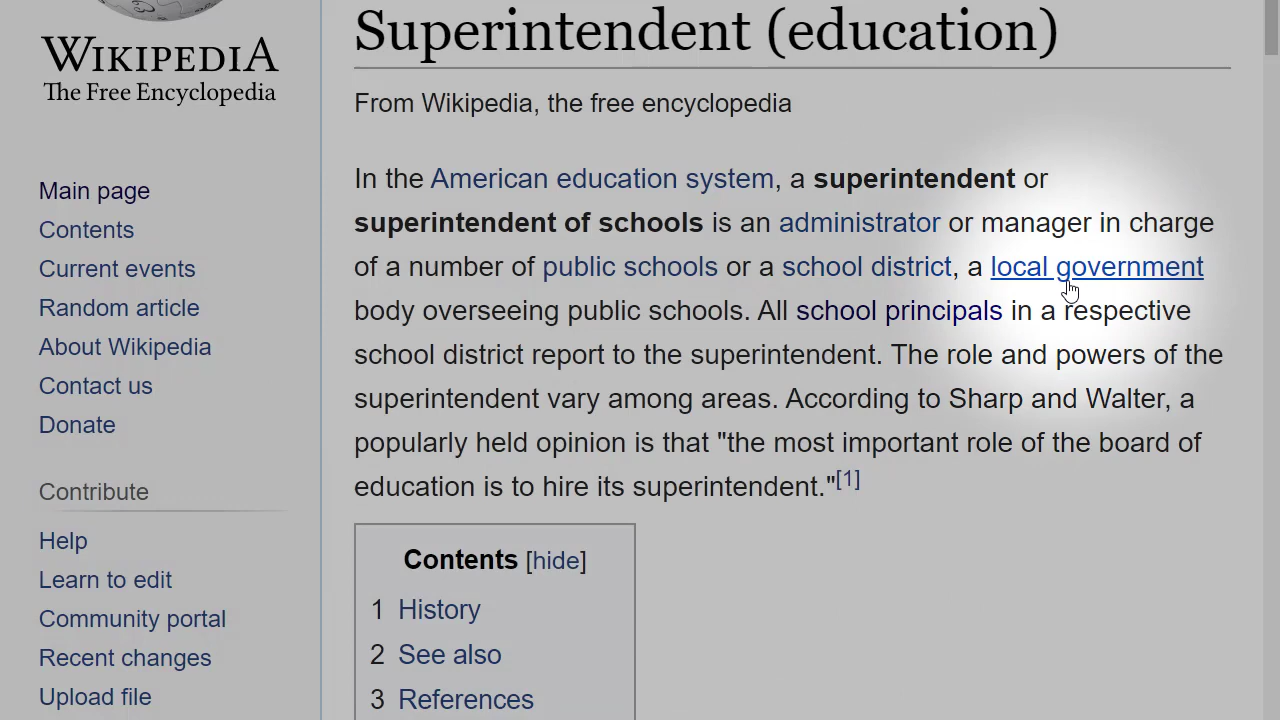 WIKIPEDIA
The Free Encyclopedia
Main page
Contents
Current events
Random article
About Wikipedia
Contact us
Donate
Contribute
Help
Learn to edit
Community portal
Recent changes
Upload file
Superintendent (education)
From Wikipedia, the free encyclopedia
In the American education system, a superintendent or
superintendent of schools is an administrator or manager in charge
of a number of public schools or a school district, a local government
body overseeing public schools. All school principals in a respective
school district report to the superintendent. The role and powers of the
superintendent vary among areas. According to Sharp and Walter, a
popularly held opinion is that "the most important role of the board of
education is to hire its superintendent."[1]
Contents [hide]
1 History
2 See also
3 References